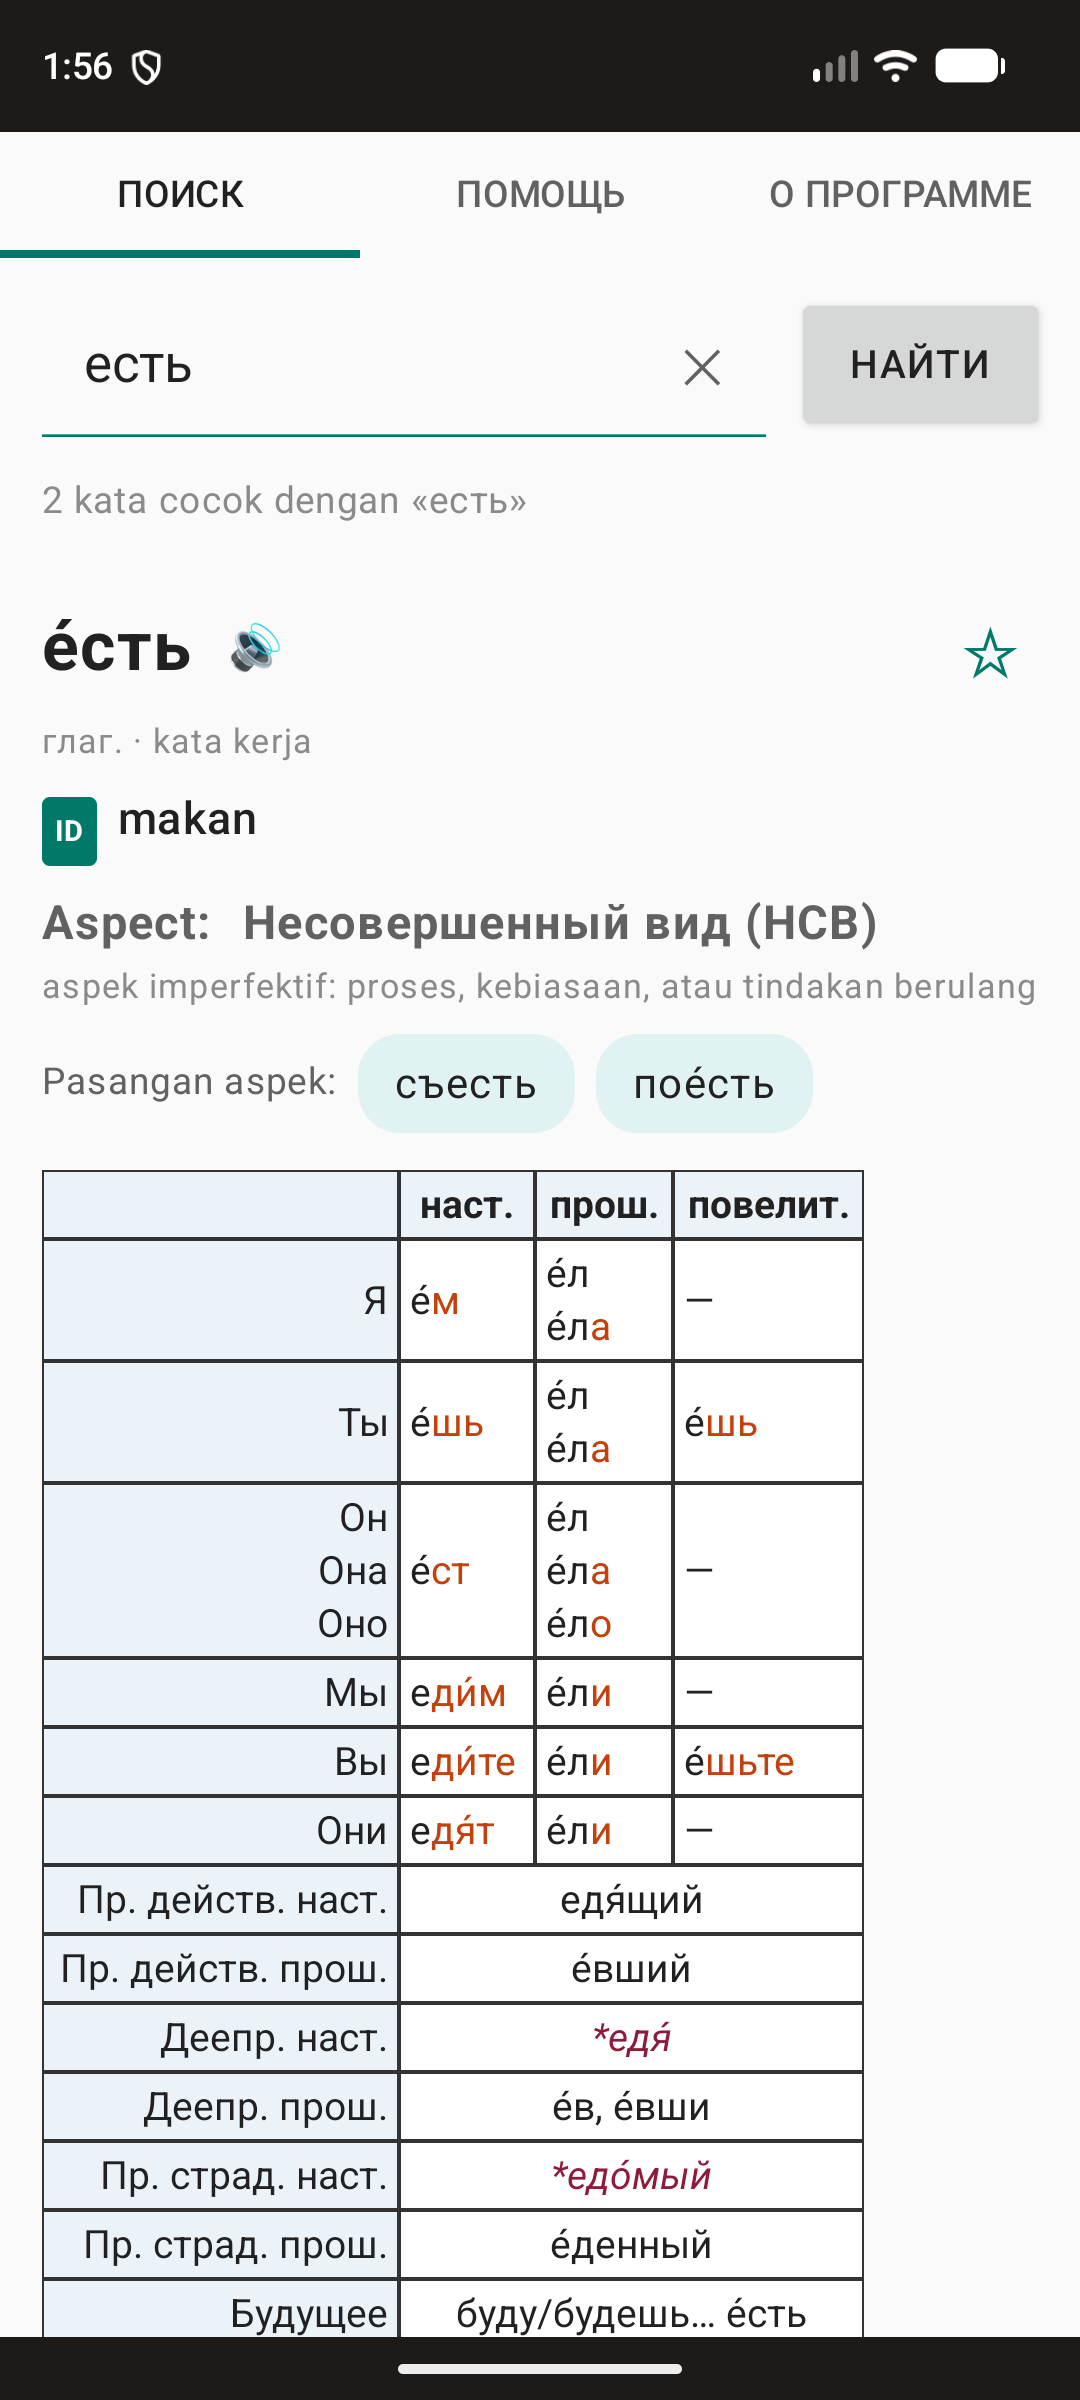 1:56
ПОИСК ПОМОЩЬ О ПРОГРАММЕ
есть НАЙТИ
2 kata cocok dengan «есть»
е́сть
глаг. · kata kerja
ID makan
Aspect: Несовершенный вид (НСВ)
aspek imperfektif: proses, kebiasaan, atau tindakan berulang
Pasangan aspek: съесть пое́сть
наст. прош. повелит.
Я е́м е́л е́ла —
Ты е́шь е́л е́ла е́шь
Он Она Оно е́ст е́л е́ла е́ло —
Мы еди́м е́ли —
Вы еди́те е́ли е́шьте
Они едя́т е́ли —
Пр. действ. наст. едя́щий
Пр. действ. прош. е́вший
Деепр. наст. *едя́
Деепр. прош. е́в, е́вши
Пр. страд. наст. *едо́мый
Пр. страд. прош. е́денный
Будущее буду/будешь... е́сть